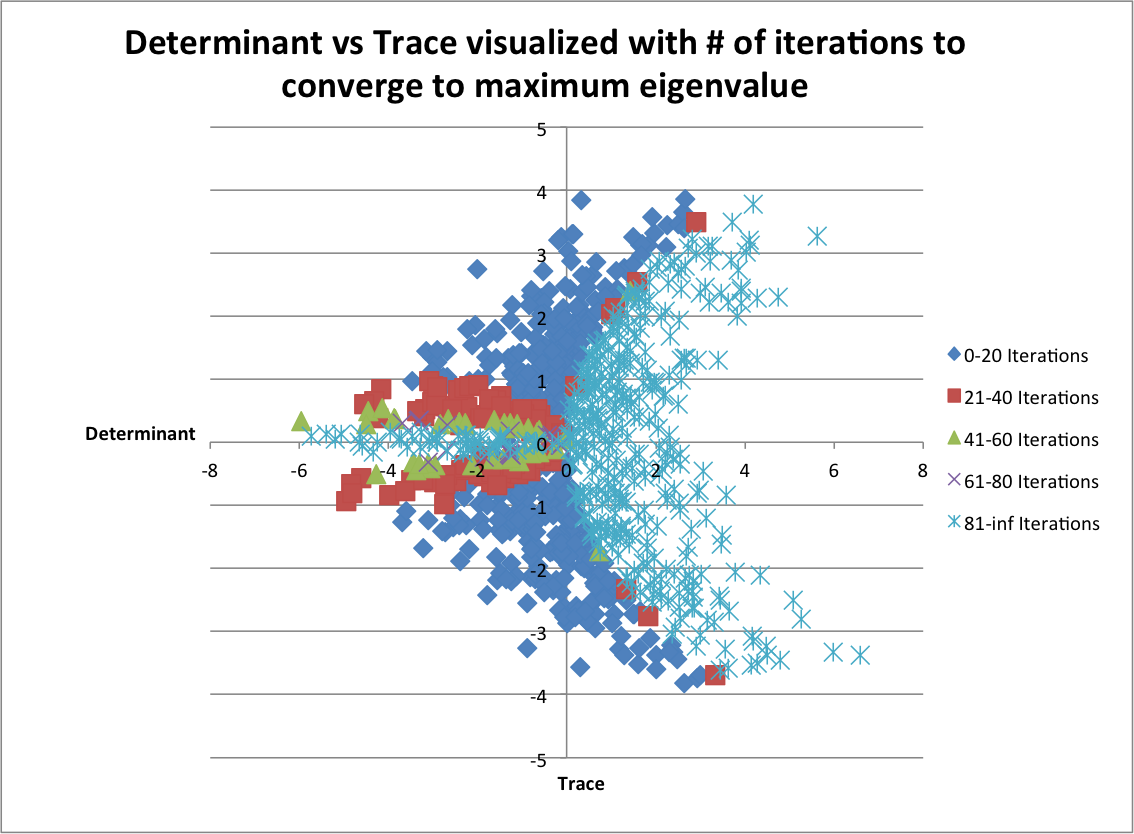 Determinant vs Trace visualized with # of iterations to
converge to maximum eigenvalue
5
4
3
2
1
0
-1
-2
-3
-4
-5
-8
-6
-4
-2
0
2
4
6
8
Determinant
Trace
0-20 Iterations
21-40 Iterations
41-60 Iterations
61-80 Iterations
81-inf Iterations